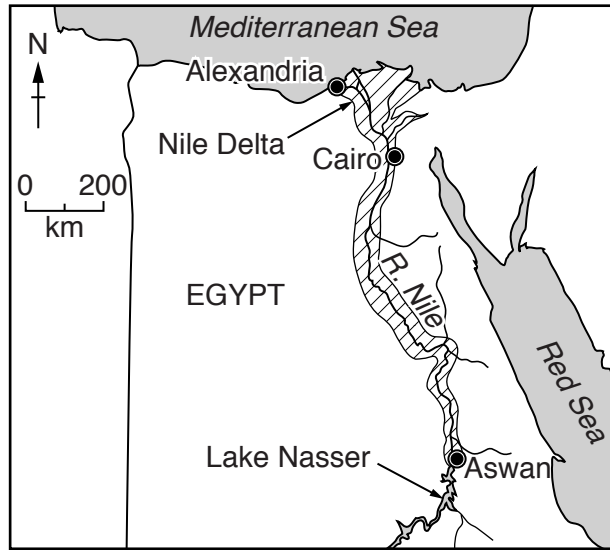 Mediterranean Sea
N
Alexandria
Nile Delta
Cairo
0 200
km
EGYPT
R. Nile
Red Sea
Lake Nasser
Aswan